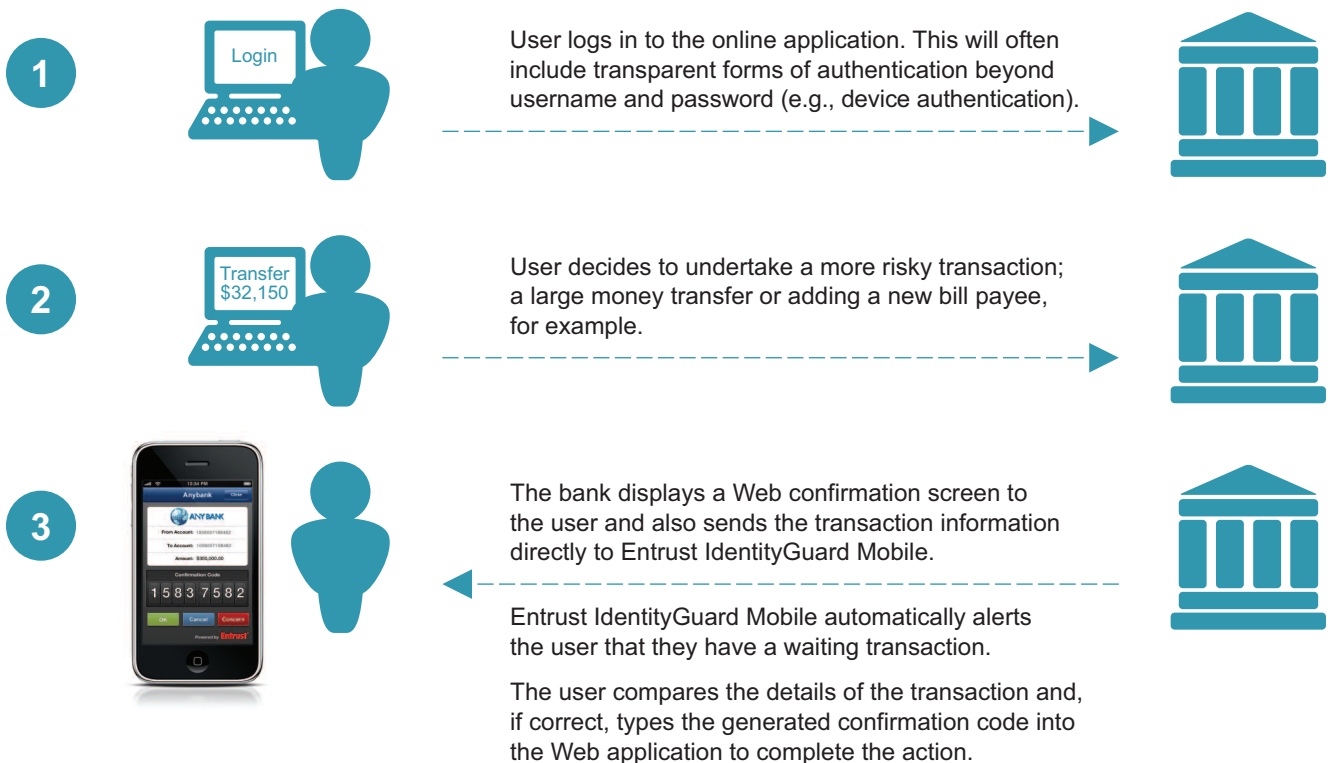 1
Login
User logs in to the online application. This will often
include transparent forms of authentication beyond
username and password (e.g., device authentication).
2
Transfer
$32,150
User decides to undertake a more risky transaction;
a large money transfer or adding a new bill payee,
for example.
3
Anybank
Close
ANYBANK
From Account:
To Account:
Amount: $300,000.00
Confirmation Code
1 5 8 3 7 5 8 2
OK Cancel Concern
Powered by Entrust
The bank displays a Web confirmation screen to
the user and also sends the transaction information
directly to Entrust IdentityGuard Mobile.
Entrust IdentityGuard Mobile automatically alerts
the user that they have a waiting transaction.
The user compares the details of the transaction and,
if correct, types the generated confirmation code into
the Web application to complete the action.